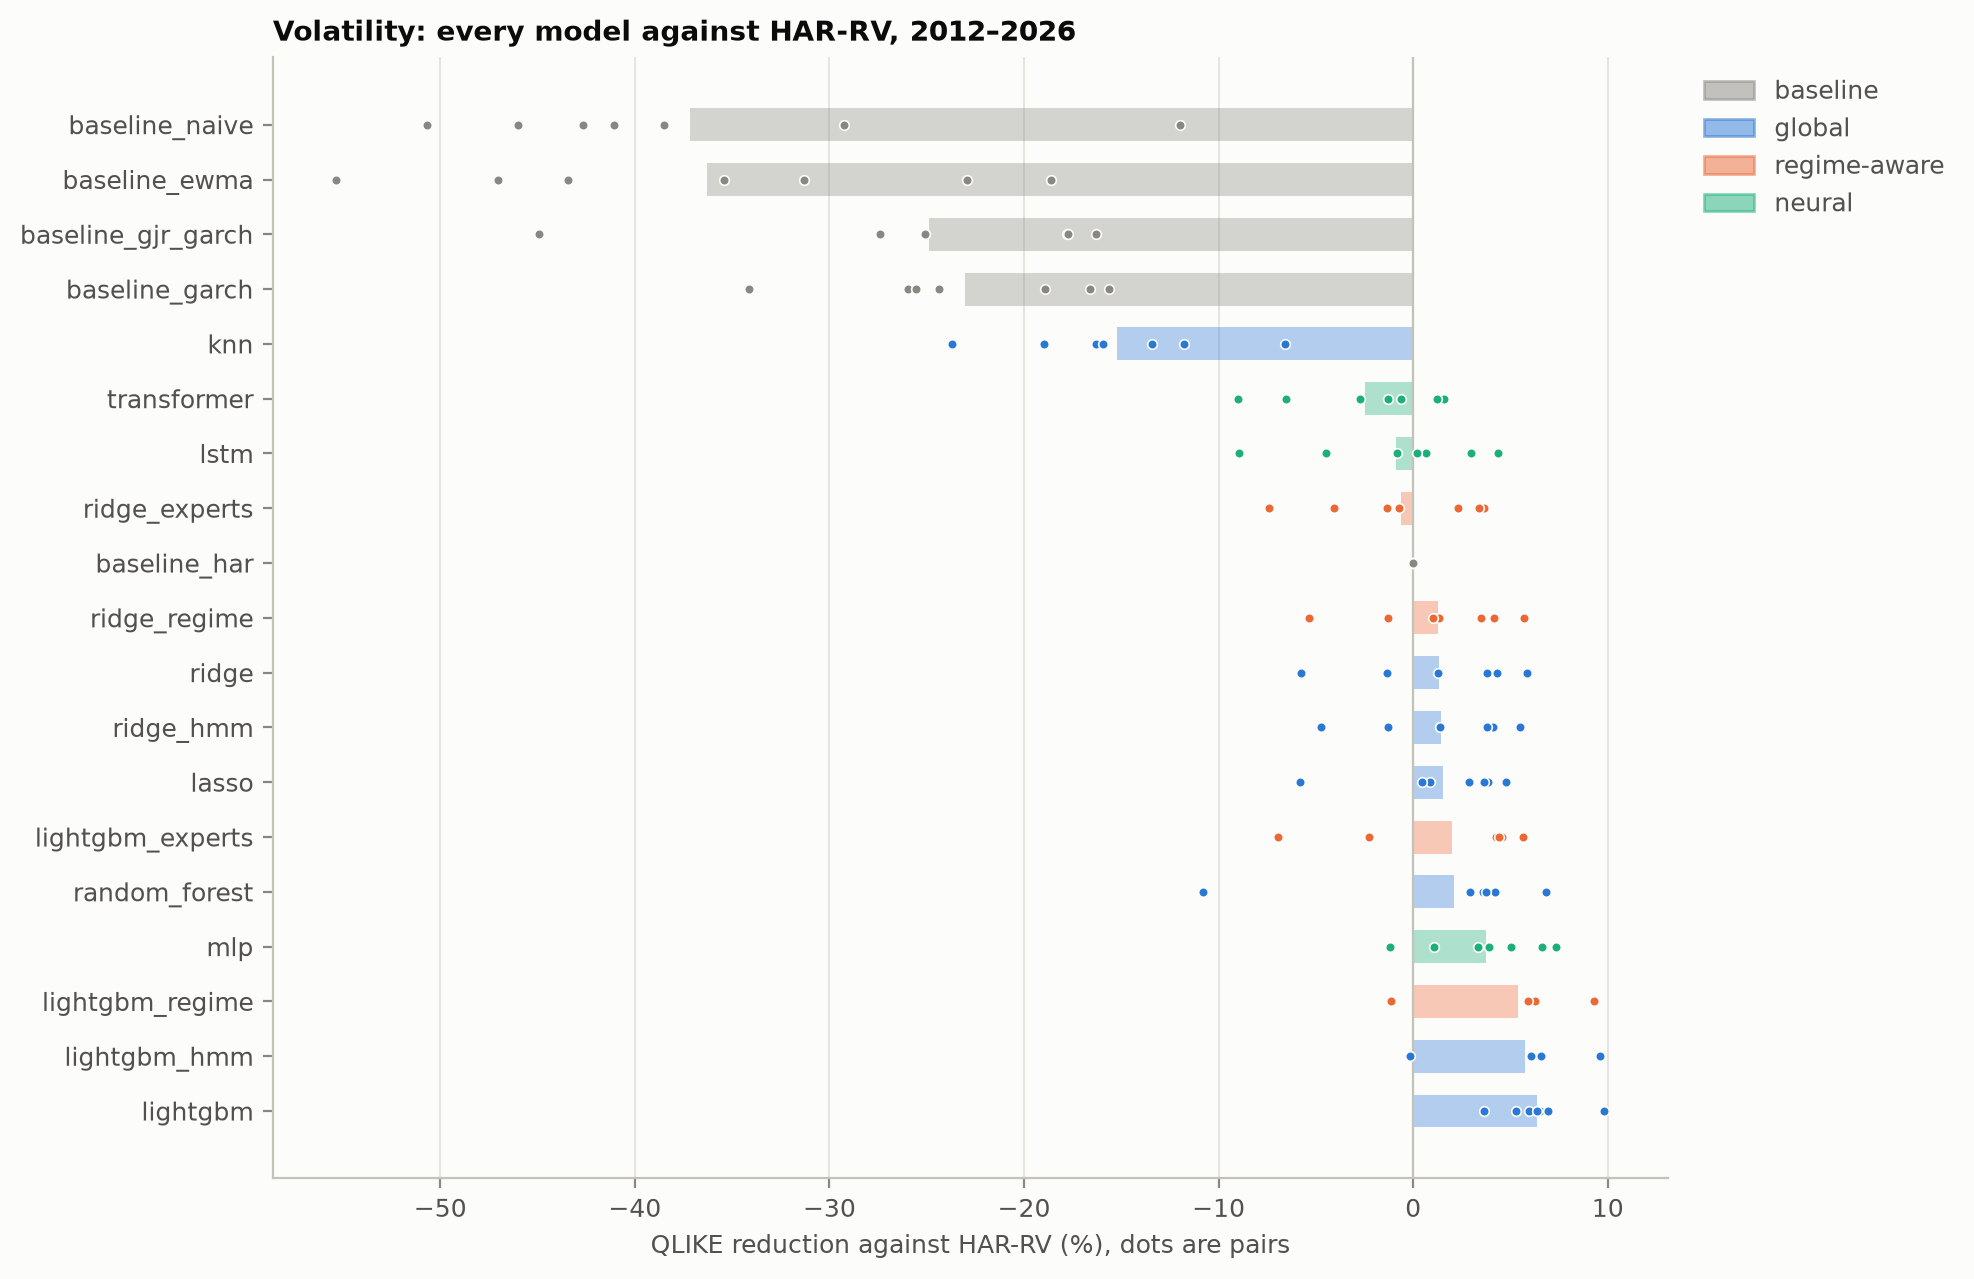 Volatility: every model against HAR-RV, 2012–2026
baseline
global
regime-aware
neural
baseline_naive
baseline_ewma
baseline_gjr_garch
baseline_garch
knn
transformer
lstm
ridge_experts
baseline_har
ridge_regime
ridge
ridge_hmm
lasso
lightgbm_experts
random_forest
mlp
lightgbm_regime
lightgbm_hmm
lightgbm
−50 −40 −30 −20 −10 0 10
QLIKE reduction against HAR-RV (%), dots are pairs